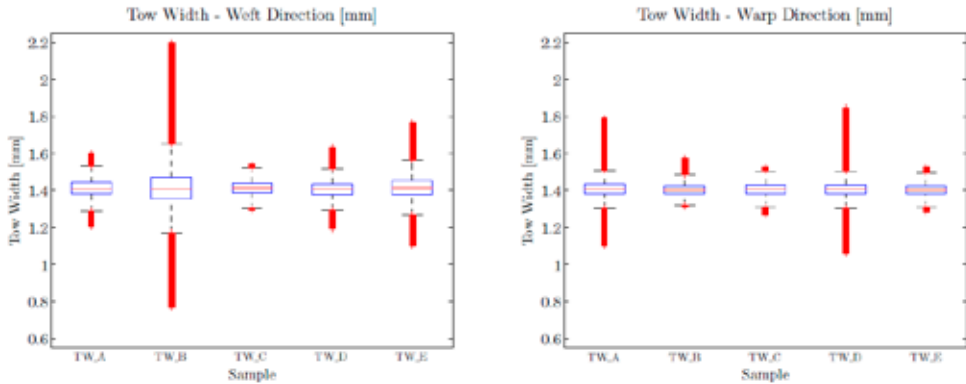 Tow Width - Weft Direction [mm]
Tow Width [mm]
2.2
2
1.8
1.6
1.4
1.2
1
0.8
0.6
TW_A TW_B TW_C TW_D TW_E
Sample
Tow Width - Warp Direction [mm]
Tow Width [mm]
2.2
2
1.8
1.6
1.4
1.2
1
0.8
0.6
TW_A TW_B TW_C TW_D TW_E
Sample